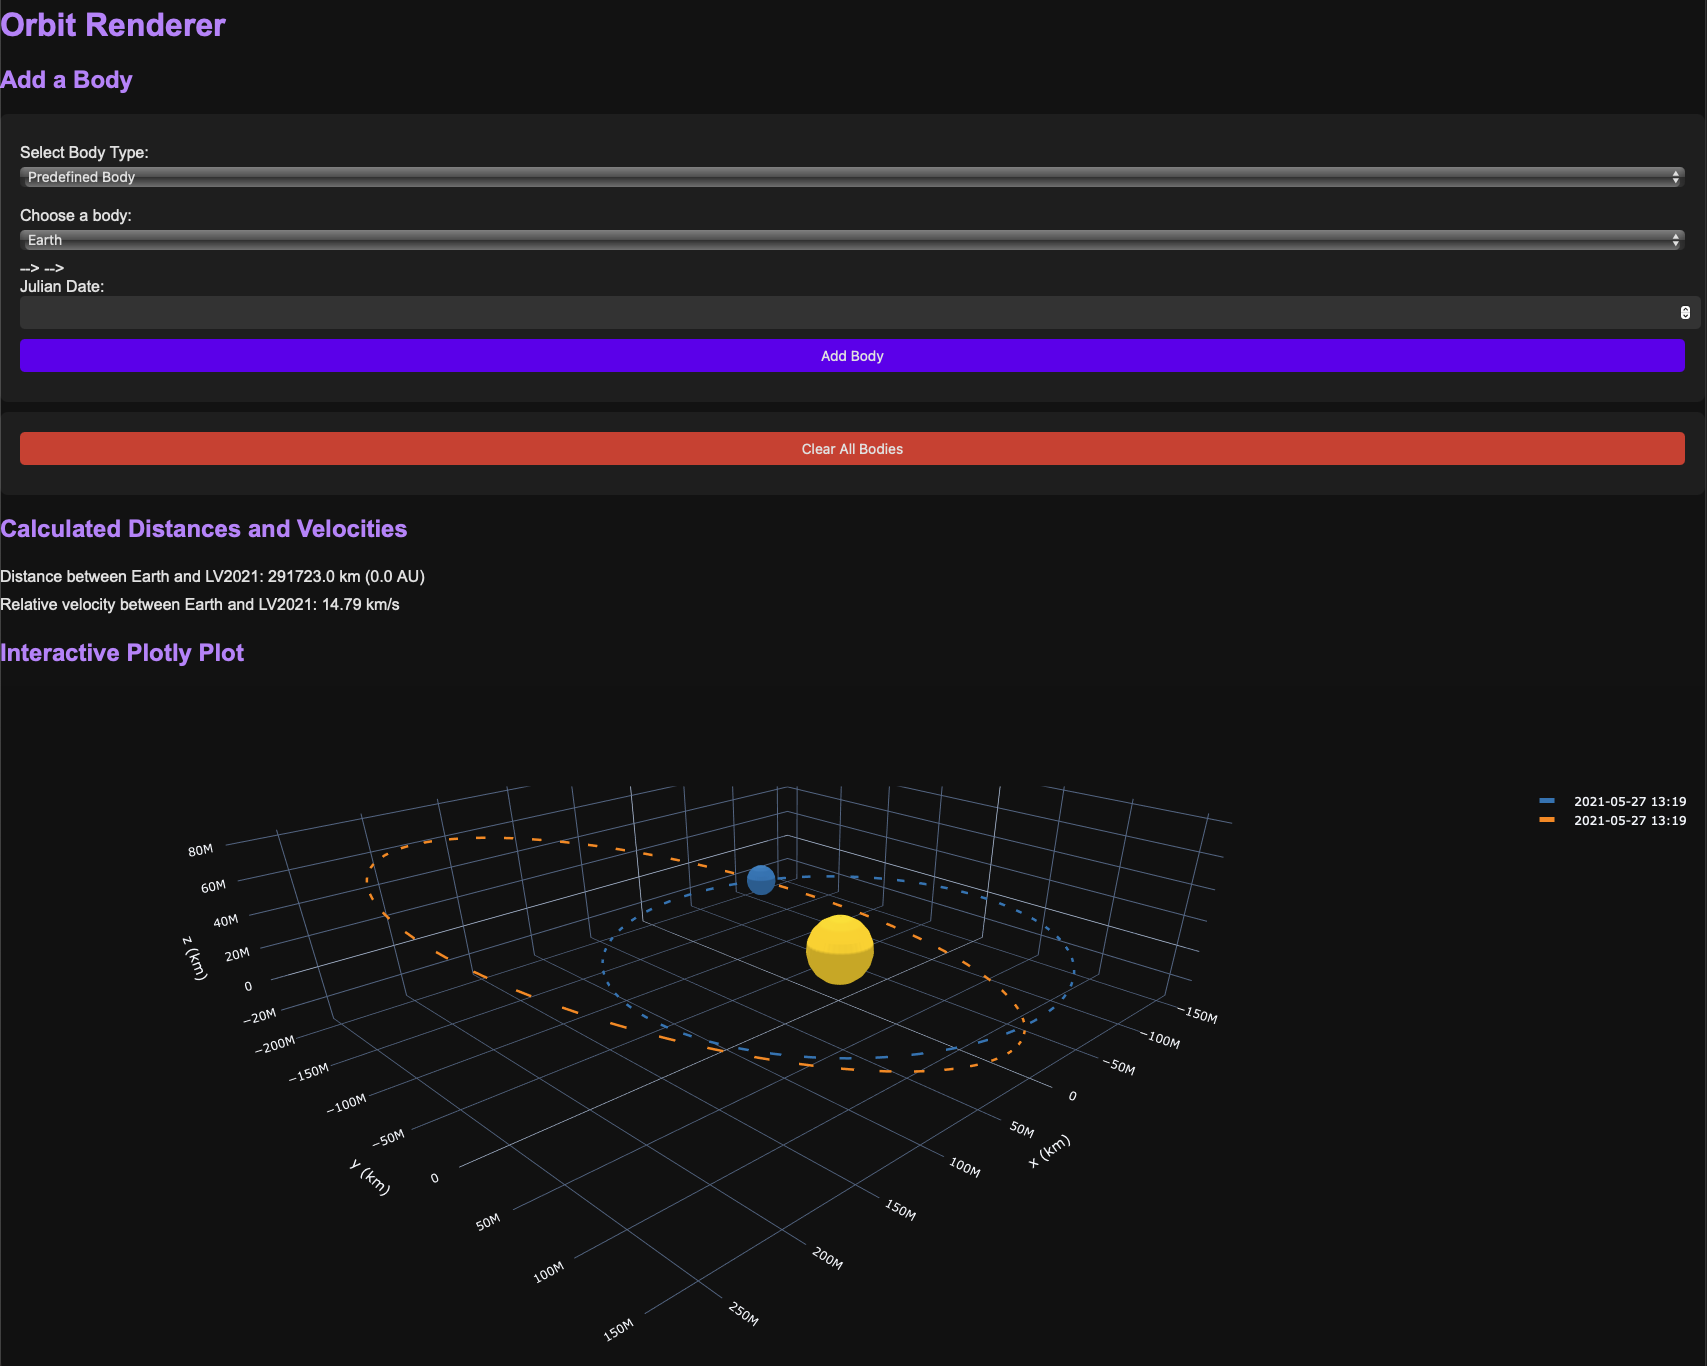 Orbit Renderer
Add a Body
Select Body Type:
Predefined Body
Choose a body:
Earth
--> -->
Julian Date:
Add Body
Clear All Bodies
Calculated Distances and Velocities
Distance between Earth and LV2021: 291723.0 km (0.0 AU)
Relative velocity between Earth and LV2021: 14.79 km/s
Interactive Plotly Plot
2021-05-27 13:19
2021-05-27 13:19
80M
60M
40M
20M
0
−20M
z (km)
−200M
−150M
−100M
−50M
0
50M
100M
150M
y (km)
−150M
−100M
−50M
0
50M
100M
150M
200M
250M
x (km)